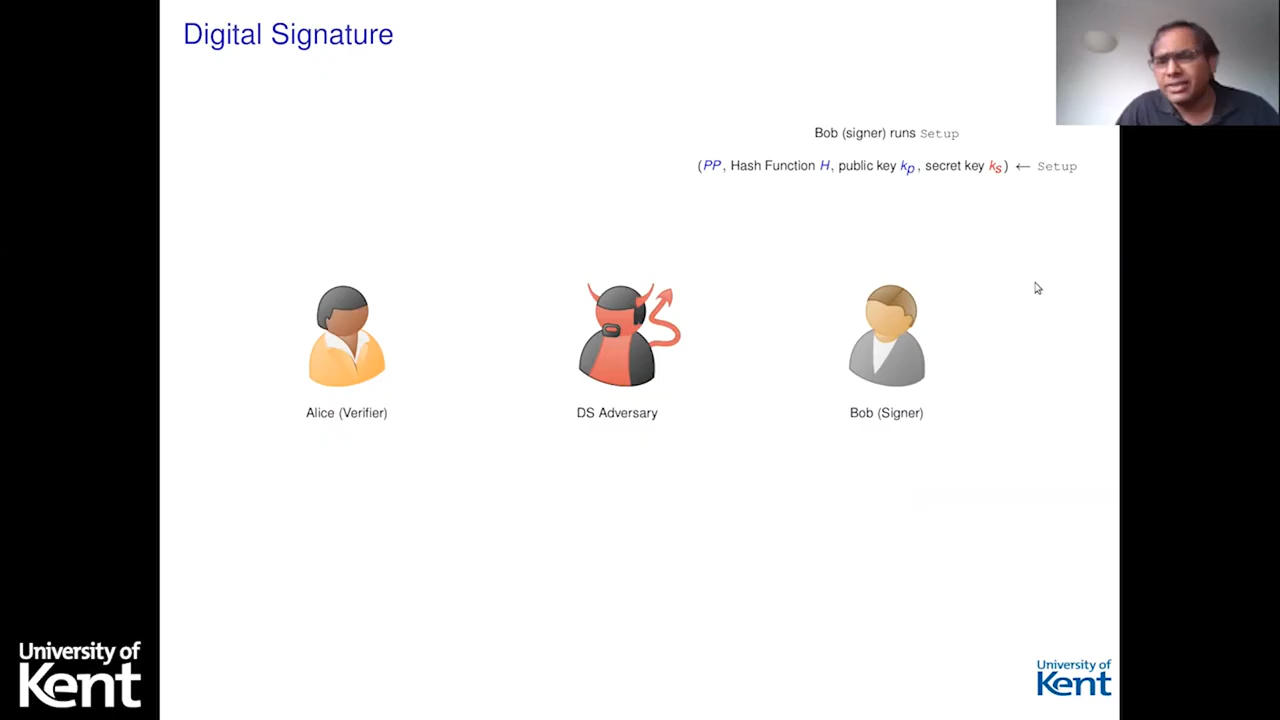 Digital Signature
Bob (signer) runs Setup
(PP, Hash Function H, public key kp, secret key ks) ← Setup
Alice (Verifier)
DS Adversary
Bob (Signer)
University of
Kent
University of
Kent